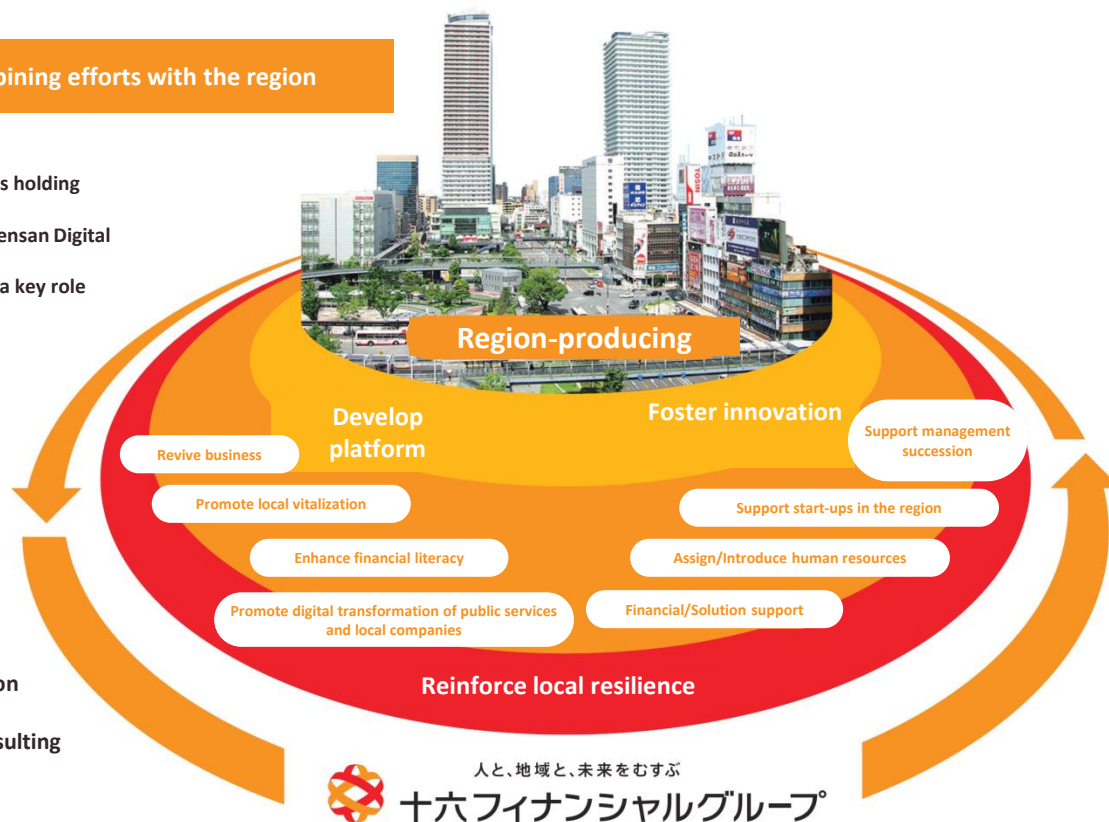 bining efforts with the region
s holding
ensan Digital
a key role
TOSIN
Region-producing
Develop
platform
Foster innovation
Revive business
Support management
succession
Promote local vitalization
Support start-ups in the region
Enhance financial literacy
Assign/Introduce human resources
Promote digital transformation of public services
and local companies
Financial/Solution support
on
Reinforce local resilience
sulting
人と、地域と、未来をむすぶ
十六フィナンシャルグループ